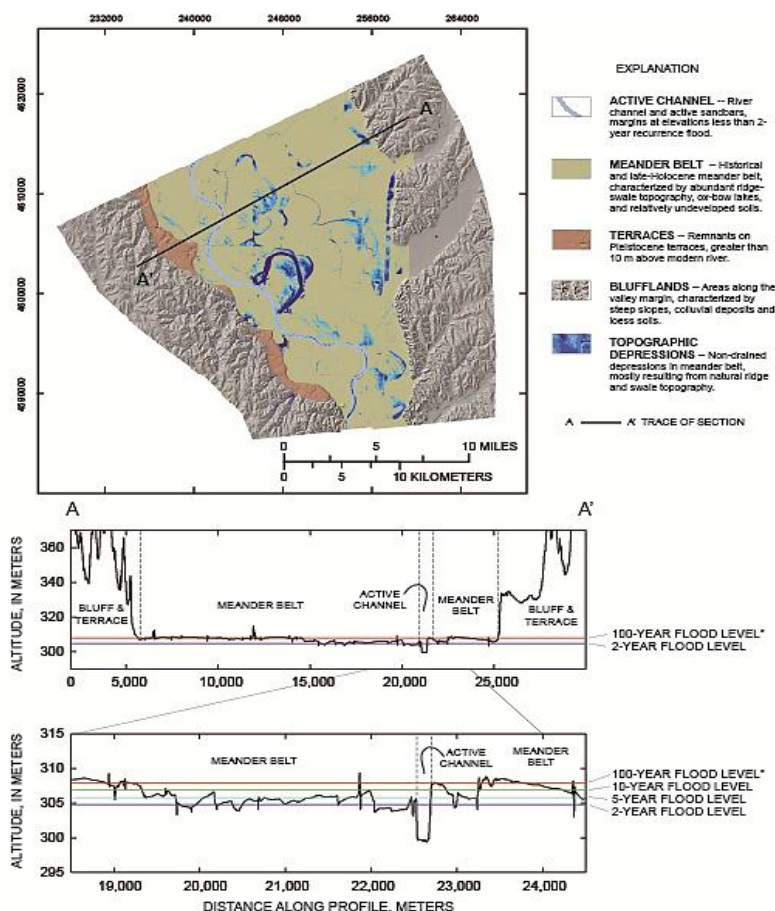 232000 240000 248000 256000 264000
4620000
4610000
4600000
4590000
A
A'
0 5 10 MILES
0 5 10 KILOMETERS
EXPLANATION
ACTIVE CHANNEL -- River
channel and active sandbars,
margins at elevations less than 2-
year recurrence flood.
MEANDER BELT -- Historical
and late-Holocene meander belt,
characterized by abundant ridge-
swale topography, ox-bow lakes,
and relatively undeveloped soils.
TERRACES -- Remnants on
Pleistocene terraces, greater than
10 m above modern river.
BLUFFLANDS -- Areas along the
valley margin, characterized by
steep slopes, colluvial deposits and
loess soils.
TOPOGRAPHIC
DEPRESSIONS -- Non-drained
depressions in meander belt,
mostly resulting from natural ridge
and swale topography.
A A' TRACE OF SECTION
A A'
ALTITUDE, IN METERS
360
340
320
300
BLUFF &
TERRACE
MEANDER BELT
ACTIVE
CHANNEL
MEANDER
BELT
BLUFF &
TERRACE
100-YEAR FLOOD LEVEL*
2-YEAR FLOOD LEVEL
0 5,000 10,000 15,000 20,000 25,000
ALTITUDE, IN METERS
315
310
305
300
295
MEANDER BELT
ACTIVE
CHANNEL
MEANDER
BELT
100-YEAR FLOOD LEVEL*
10-YEAR FLOOD LEVEL
5-YEAR FLOOD LEVEL
2-YEAR FLOOD LEVEL
19,000 20,000 21,000 22,000 23,000 24,000
DISTANCE ALONG PROFILE, METERS